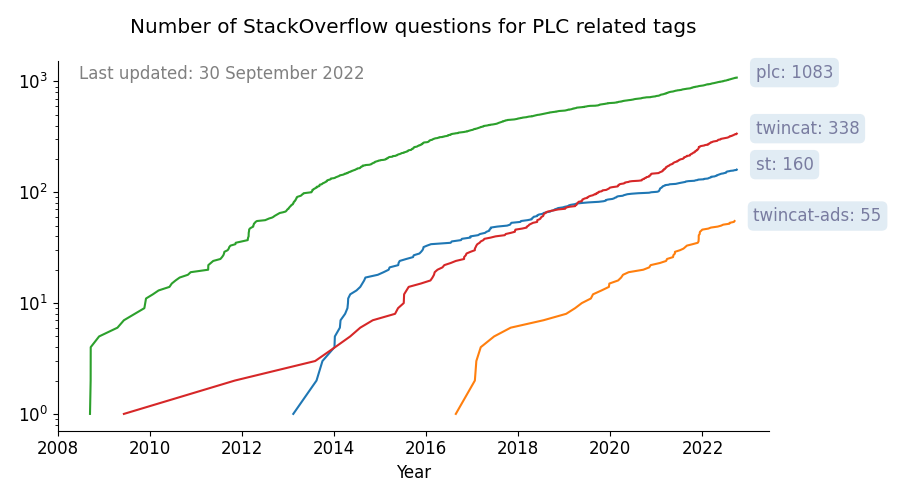 Number of StackOverflow questions for PLC related tags
Last updated: 30 September 2022
plc: 1083
twincat: 338
st: 160
twincat-ads: 55
10³
10²
10¹
10⁰
2008 2010 2012 2014 2016 2018 2020 2022
Year